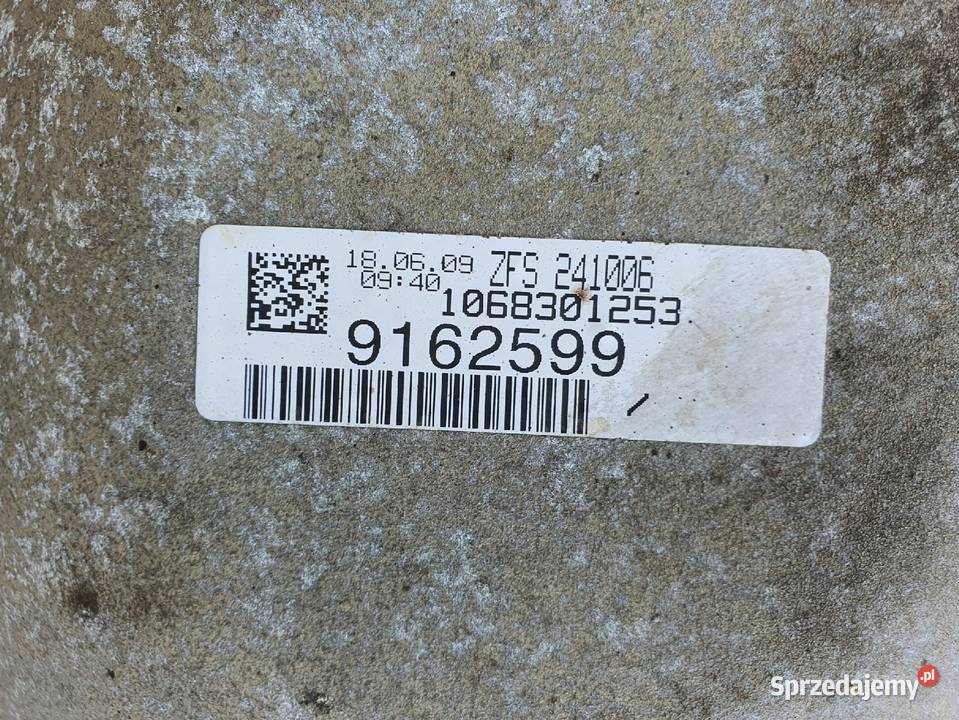 18.06.09 ZFS 241006
09:40
1068301253
9162599
/
Sprzedajemy.pl